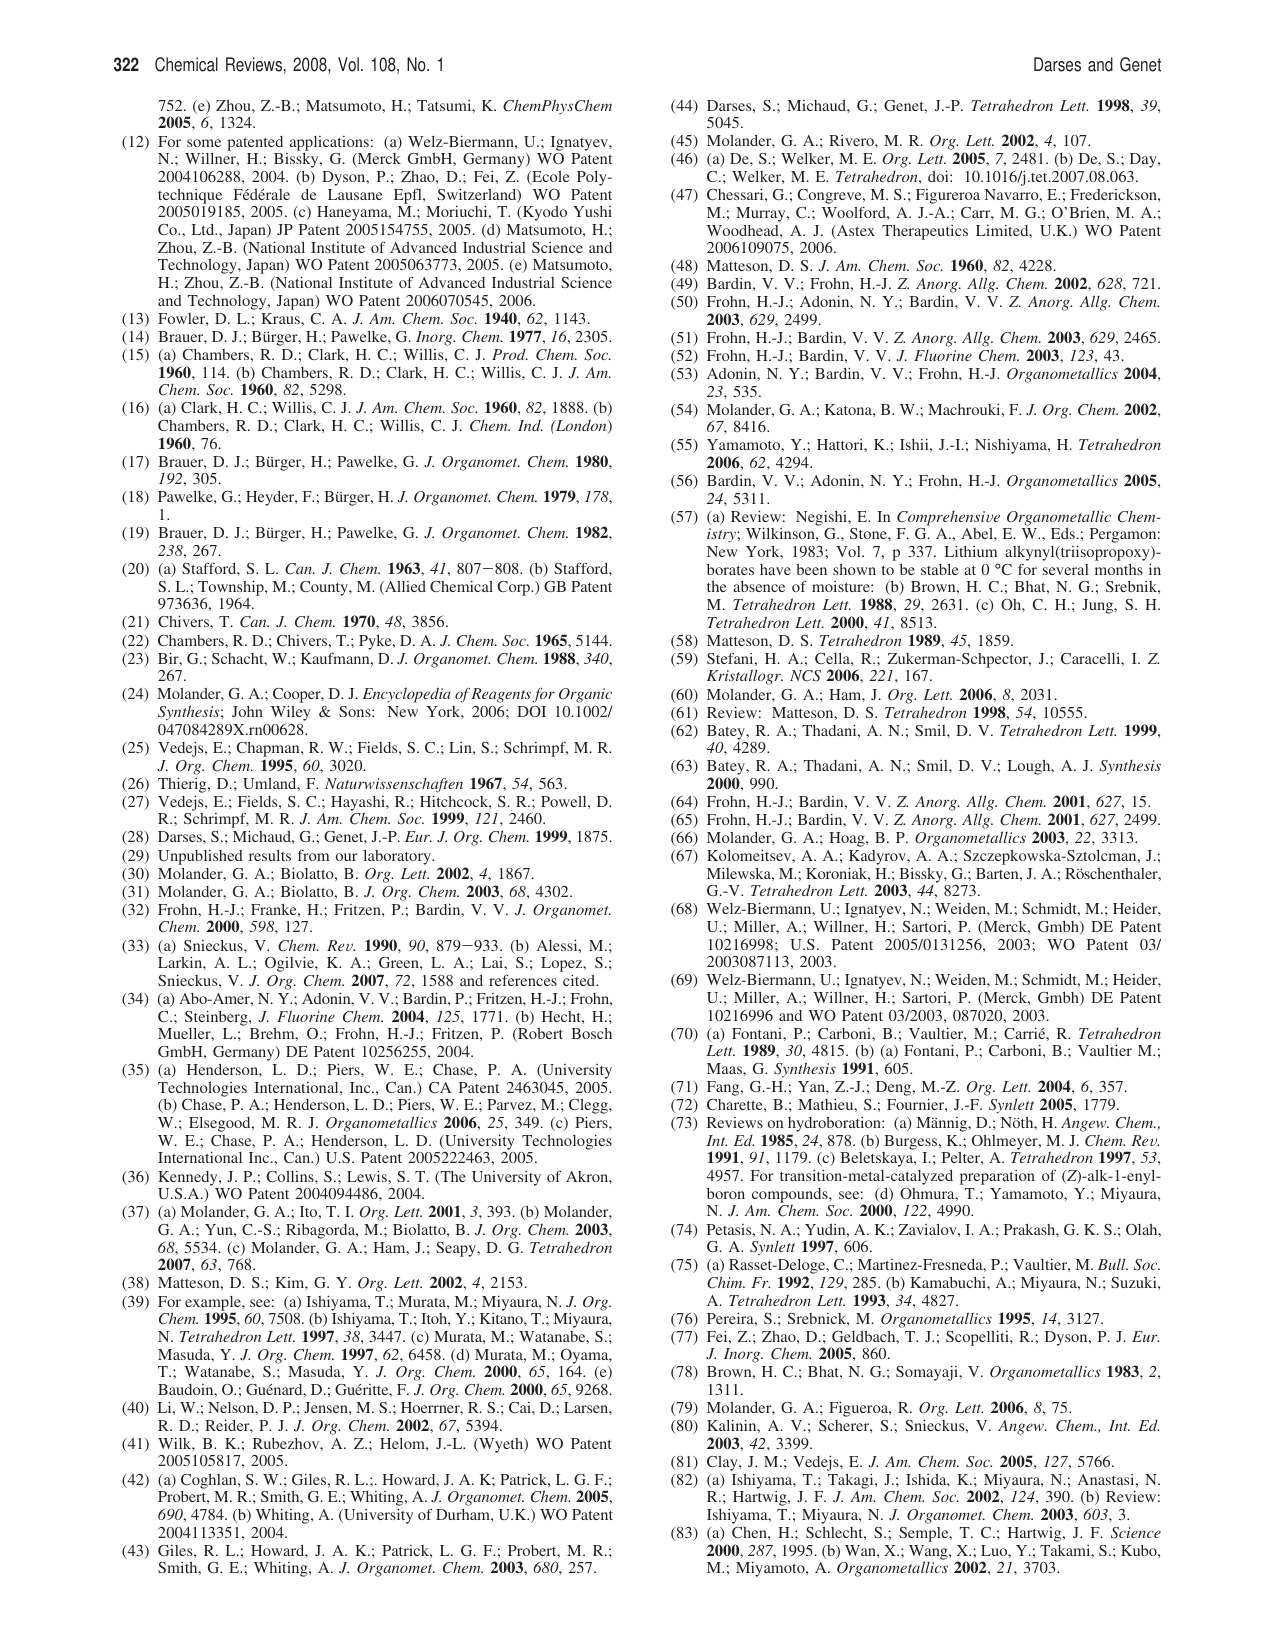 322 Chemical Reviews, 2008, Vol. 108, No. 1
Darses and Genet
752. (e) Zhou, Z.-B.; Matsumoto, H.; Tatsumi, K. ChemPhysChem
2005, 6, 1324.
(12) For some patented applications: (a) Welz-Biermann, U.; Ignatyev,
N.; Willner, H.; Bissky, G. (Merck GmbH, Germany) WO Patent
2004106288, 2004. (b) Dyson, P.; Zhao, D.; Fei, Z. (Ecole Poly-
technique Fédérale de Lausane Epfl, Switzerland) WO Patent
2005019185, 2005. (c) Haneyama, M.; Moriuchi, T. (Kyodo Yushi
Co., Ltd., Japan) JP Patent 2005154755, 2005. (d) Matsumoto, H.;
Zhou, Z.-B. (National Institute of Advanced Industrial Science and
Technology, Japan) WO Patent 2005063773, 2005. (e) Matsumoto,
H.; Zhou, Z.-B. (National Institute of Advanced Industrial Science
and Technology, Japan) WO Patent 2006070545, 2006.
(13) Fowler, D. L.; Kraus, C. A. J. Am. Chem. Soc. 1940, 62, 1143.
(14) Brauer, D. J.; Bürger, H.; Pawelke, G. Inorg. Chem. 1977, 16, 2305.
(15) (a) Chambers, R. D.; Clark, H. C.; Willis, C. J. Prod. Chem. Soc.
1960, 114. (b) Chambers, R. D.; Clark, H. C.; Willis, C. J. J. Am.
Chem. Soc. 1960, 82, 5298.
(16) (a) Clark, H. C.; Willis, C. J. J. Am. Chem. Soc. 1960, 82, 1888. (b)
Chambers, R. D.; Clark, H. C.; Willis, C. J. Chem. Ind. (London)
1960, 76.
(17) Brauer, D. J.; Bürger, H.; Pawelke, G. J. Organomet. Chem. 1980,
192, 305.
(18) Pawelke, G.; Heyder, F.; Bürger, H. J. Organomet. Chem. 1979, 178,
1.
(19) Brauer, D. J.; Bürger, H.; Pawelke, G. J. Organomet. Chem. 1982,
238, 267.
(20) (a) Stafford, S. L. Can. J. Chem. 1963, 41, 807−808. (b) Stafford,
S. L.; Township, M.; County, M. (Allied Chemical Corp.) GB Patent
973636, 1964.
(21) Chivers, T. Can. J. Chem. 1970, 48, 3856.
(22) Chambers, R. D.; Chivers, T.; Pyke, D. A. J. Chem. Soc. 1965, 5144.
(23) Bir, G.; Schacht, W.; Kaufmann, D. J. Organomet. Chem. 1988, 340,
267.
(24) Molander, G. A.; Cooper, D. J. Encyclopedia of Reagents for Organic
Synthesis; John Wiley & Sons: New York, 2006; DOI 10.1002/
047084289X.rn00628.
(25) Vedejs, E.; Chapman, R. W.; Fields, S. C.; Lin, S.; Schrimpf, M. R.
J. Org. Chem. 1995, 60, 3020.
(26) Thierig, D.; Umland, F. Naturwissenschaften 1967, 54, 563.
(27) Vedejs, E.; Fields, S. C.; Hayashi, R.; Hitchcock, S. R.; Powell, D.
R.; Schrimpf, M. R. J. Am. Chem. Soc. 1999, 121, 2460.
(28) Darses, S.; Michaud, G.; Genet, J.-P. Eur. J. Org. Chem. 1999, 1875.
(29) Unpublished results from our laboratory.
(30) Molander, G. A.; Biolatto, B. Org. Lett. 2002, 4, 1867.
(31) Molander, G. A.; Biolatto, B. J. Org. Chem. 2003, 68, 4302.
(32) Frohn, H.-J.; Franke, H.; Fritzen, P.; Bardin, V. V. J. Organomet.
Chem. 2000, 598, 127.
(33) (a) Snieckus, V. Chem. Rev. 1990, 90, 879−933. (b) Alessi, M.;
Larkin, A. L.; Ogilvie, K. A.; Green, L. A.; Lai, S.; Lopez, S.;
Snieckus, V. J. Org. Chem. 2007, 72, 1588 and references cited.
(34) (a) Abo-Amer, N. Y.; Adonin, V. V.; Bardin, P.; Fritzen, H.-J.; Frohn,
C.; Steinberg, J. Fluorine Chem. 2004, 125, 1771. (b) Hecht, H.;
Mueller, L.; Brehm, O.; Frohn, H.-J.; Fritzen, P. (Robert Bosch
GmbH, Germany) DE Patent 10256255, 2004.
(35) (a) Henderson, L. D.; Piers, W. E.; Chase, P. A. (University
Technologies International, Inc., Can.) CA Patent 2463045, 2005.
(b) Chase, P. A.; Henderson, L. D.; Piers, W. E.; Parvez, M.; Clegg,
W.; Elsegood, M. R. J. Organometallics 2006, 25, 349. (c) Piers,
W. E.; Chase, P. A.; Henderson, L. D. (University Technologies
International Inc., Can.) U.S. Patent 2005222463, 2005.
(36) Kennedy, J. P.; Collins, S.; Lewis, S. T. (The University of Akron,
U.S.A.) WO Patent 2004094486, 2004.
(37) (a) Molander, G. A.; Ito, T. I. Org. Lett. 2001, 3, 393. (b) Molander,
G. A.; Yun, C.-S.; Ribagorda, M.; Biolatto, B. J. Org. Chem. 2003,
68, 5534. (c) Molander, G. A.; Ham, J.; Seapy, D. G. Tetrahedron
2007, 63, 768.
(38) Matteson, D. S.; Kim, G. Y. Org. Lett. 2002, 4, 2153.
(39) For example, see: (a) Ishiyama, T.; Murata, M.; Miyaura, N. J. Org.
Chem. 1995, 60, 7508. (b) Ishiyama, T.; Itoh, Y.; Kitano, T.; Miyaura,
N. Tetrahedron Lett. 1997, 38, 3447. (c) Murata, M.; Watanabe, S.;
Masuda, Y. J. Org. Chem. 1997, 62, 6458. (d) Murata, M.; Oyama,
T.; Watanabe, S.; Masuda, Y. J. Org. Chem. 2000, 65, 164. (e)
Baudoin, O.; Guénard, D.; Guéritte, F. J. Org. Chem. 2000, 65, 9268.
(40) Li, W.; Nelson, D. P.; Jensen, M. S.; Hoerrner, R. S.; Cai, D.; Larsen,
R. D.; Reider, P. J. J. Org. Chem. 2002, 67, 5394.
(41) Wilk, B. K.; Rubezhov, A. Z.; Helom, J.-L. (Wyeth) WO Patent
2005105817, 2005.
(42) (a) Coghlan, S. W.; Giles, R. L.;. Howard, J. A. K; Patrick, L. G. F.;
Probert, M. R.; Smith, G. E.; Whiting, A. J. Organomet. Chem. 2005,
690, 4784. (b) Whiting, A. (University of Durham, U.K.) WO Patent
2004113351, 2004.
(43) Giles, R. L.; Howard, J. A. K.; Patrick, L. G. F.; Probert, M. R.;
Smith, G. E.; Whiting, A. J. Organomet. Chem. 2003, 680, 257.
(44) Darses, S.; Michaud, G.; Genet, J.-P. Tetrahedron Lett. 1998, 39,
5045.
(45) Molander, G. A.; Rivero, M. R. Org. Lett. 2002, 4, 107.
(46) (a) De, S.; Welker, M. E. Org. Lett. 2005, 7, 2481. (b) De, S.; Day,
C.; Welker, M. E. Tetrahedron, doi: 10.1016/j.tet.2007.08.063.
(47) Chessari, G.; Congreve, M. S.; Figureroa Navarro, E.; Frederickson,
M.; Murray, C.; Woolford, A. J.-A.; Carr, M. G.; O'Brien, M. A.;
Woodhead, A. J. (Astex Therapeutics Limited, U.K.) WO Patent
2006109075, 2006.
(48) Matteson, D. S. J. Am. Chem. Soc. 1960, 82, 4228.
(49) Bardin, V. V.; Frohn, H.-J. Z. Anorg. Allg. Chem. 2002, 628, 721.
(50) Frohn, H.-J.; Adonin, N. Y.; Bardin, V. V. Z. Anorg. Allg. Chem.
2003, 629, 2499.
(51) Frohn, H.-J.; Bardin, V. V. Z. Anorg. Allg. Chem. 2003, 629, 2465.
(52) Frohn, H.-J.; Bardin, V. V. J. Fluorine Chem. 2003, 123, 43.
(53) Adonin, N. Y.; Bardin, V. V.; Frohn, H.-J. Organometallics 2004,
23, 535.
(54) Molander, G. A.; Katona, B. W.; Machrouki, F. J. Org. Chem. 2002,
67, 8416.
(55) Yamamoto, Y.; Hattori, K.; Ishii, J.-I.; Nishiyama, H. Tetrahedron
2006, 62, 4294.
(56) Bardin, V. V.; Adonin, N. Y.; Frohn, H.-J. Organometallics 2005,
24, 5311.
(57) (a) Review: Negishi, E. In Comprehensive Organometallic Chem-
istry; Wilkinson, G., Stone, F. G. A., Abel, E. W., Eds.; Pergamon:
New York, 1983; Vol. 7, p 337. Lithium alkynyl(triisopropoxy)-
borates have been shown to be stable at 0 °C for several months in
the absence of moisture: (b) Brown, H. C.; Bhat, N. G.; Srebnik,
M. Tetrahedron Lett. 1988, 29, 2631. (c) Oh, C. H.; Jung, S. H.
Tetrahedron Lett. 2000, 41, 8513.
(58) Matteson, D. S. Tetrahedron 1989, 45, 1859.
(59) Stefani, H. A.; Cella, R.; Zukerman-Schpector, J.; Caracelli, I. Z.
Kristallogr. NCS 2006, 221, 167.
(60) Molander, G. A.; Ham, J. Org. Lett. 2006, 8, 2031.
(61) Review: Matteson, D. S. Tetrahedron 1998, 54, 10555.
(62) Batey, R. A.; Thadani, A. N.; Smil, D. V. Tetrahedron Lett. 1999,
40, 4289.
(63) Batey, R. A.; Thadani, A. N.; Smil, D. V.; Lough, A. J. Synthesis
2000, 990.
(64) Frohn, H.-J.; Bardin, V. V. Z. Anorg. Allg. Chem. 2001, 627, 15.
(65) Frohn, H.-J.; Bardin, V. V. Z. Anorg. Allg. Chem. 2001, 627, 2499.
(66) Molander, G. A.; Hoag, B. P. Organometallics 2003, 22, 3313.
(67) Kolomeitsev, A. A.; Kadyrov, A. A.; Szczepkowska-Sztolcman, J.;
Milewska, M.; Koroniak, H.; Bissky, G.; Barten, J. A.; Röschenthaler,
G.-V. Tetrahedron Lett. 2003, 44, 8273.
(68) Welz-Biermann, U.; Ignatyev, N.; Weiden, M.; Schmidt, M.; Heider,
U.; Miller, A.; Willner, H.; Sartori, P. (Merck, Gmbh) DE Patent
10216998; U.S. Patent 2005/0131256, 2003; WO Patent 03/
2003087113, 2003.
(69) Welz-Biermann, U.; Ignatyev, N.; Weiden, M.; Schmidt, M.; Heider,
U.; Miller, A.; Willner, H.; Sartori, P. (Merck, Gmbh) DE Patent
10216996 and WO Patent 03/2003, 087020, 2003.
(70) (a) Fontani, P.; Carboni, B.; Vaultier, M.; Carrié, R. Tetrahedron
Lett. 1989, 30, 4815. (b) (a) Fontani, P.; Carboni, B.; Vaultier M.;
Maas, G. Synthesis 1991, 605.
(71) Fang, G.-H.; Yan, Z.-J.; Deng, M.-Z. Org. Lett. 2004, 6, 357.
(72) Charette, B.; Mathieu, S.; Fournier, J.-F. Synlett 2005, 1779.
(73) Reviews on hydroboration: (a) Männig, D.; Nöth, H. Angew. Chem.,
Int. Ed. 1985, 24, 878. (b) Burgess, K.; Ohlmeyer, M. J. Chem. Rev.
1991, 91, 1179. (c) Beletskaya, I.; Pelter, A. Tetrahedron 1997, 53,
4957. For transition-metal-catalyzed preparation of (Z)-alk-1-enyl-
boron compounds, see: (d) Ohmura, T.; Yamamoto, Y.; Miyaura,
N. J. Am. Chem. Soc. 2000, 122, 4990.
(74) Petasis, N. A.; Yudin, A. K.; Zavialov, I. A.; Prakash, G. K. S.; Olah,
G. A. Synlett 1997, 606.
(75) (a) Rasset-Deloge, C.; Martinez-Fresneda, P.; Vaultier, M. Bull. Soc.
Chim. Fr. 1992, 129, 285. (b) Kamabuchi, A.; Miyaura, N.; Suzuki,
A. Tetrahedron Lett. 1993, 34, 4827.
(76) Pereira, S.; Srebnick, M. Organometallics 1995, 14, 3127.
(77) Fei, Z.; Zhao, D.; Geldbach, T. J.; Scopelliti, R.; Dyson, P. J. Eur.
J. Inorg. Chem. 2005, 860.
(78) Brown, H. C.; Bhat, N. G.; Somayaji, V. Organometallics 1983, 2,
1311.
(79) Molander, G. A.; Figueroa, R. Org. Lett. 2006, 8, 75.
(80) Kalinin, A. V.; Scherer, S.; Snieckus, V. Angew. Chem., Int. Ed.
2003, 42, 3399.
(81) Clay, J. M.; Vedejs, E. J. Am. Chem. Soc. 2005, 127, 5766.
(82) (a) Ishiyama, T.; Takagi, J.; Ishida, K.; Miyaura, N.; Anastasi, N.
R.; Hartwig, J. F. J. Am. Chem. Soc. 2002, 124, 390. (b) Review:
Ishiyama, T.; Miyaura, N. J. Organomet. Chem. 2003, 603, 3.
(83) (a) Chen, H.; Schlecht, S.; Semple, T. C.; Hartwig, J. F. Science
2000, 287, 1995. (b) Wan, X.; Wang, X.; Luo, Y.; Takami, S.; Kubo,
M.; Miyamoto, A. Organometallics 2002, 21, 3703.